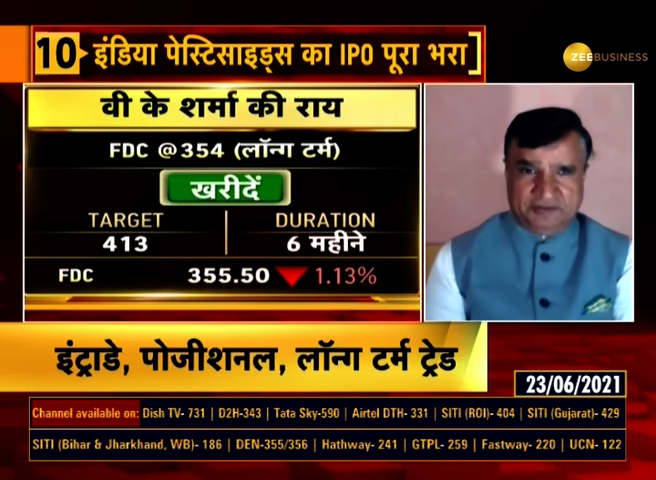 10 इंडिया पेस्टिसाइड्स का IPO पूरा भरा
ZEE BUSINESS
वी के शर्मा की राय
FDC @354 (लॉन्ग टर्म)
खरीदें
TARGET DURATION
413 6 महीने
FDC 355.50 1.13%
इंट्राडे, पोजीशनल, लॉन्ग टर्म ट्रेड
23/06/2021
Channel available on: Dish TV- 731 | D2H-343 | Tata Sky-590 | Airtel DTH- 331 | SITI (ROI)- 404 | SITI (Gujarat)- 429
SITI (Bihar & Jharkhand, WB)- 186 | DEN-355/356 | Hathway- 241 | GTPL- 259 | Fastway- 220 | UCN- 122